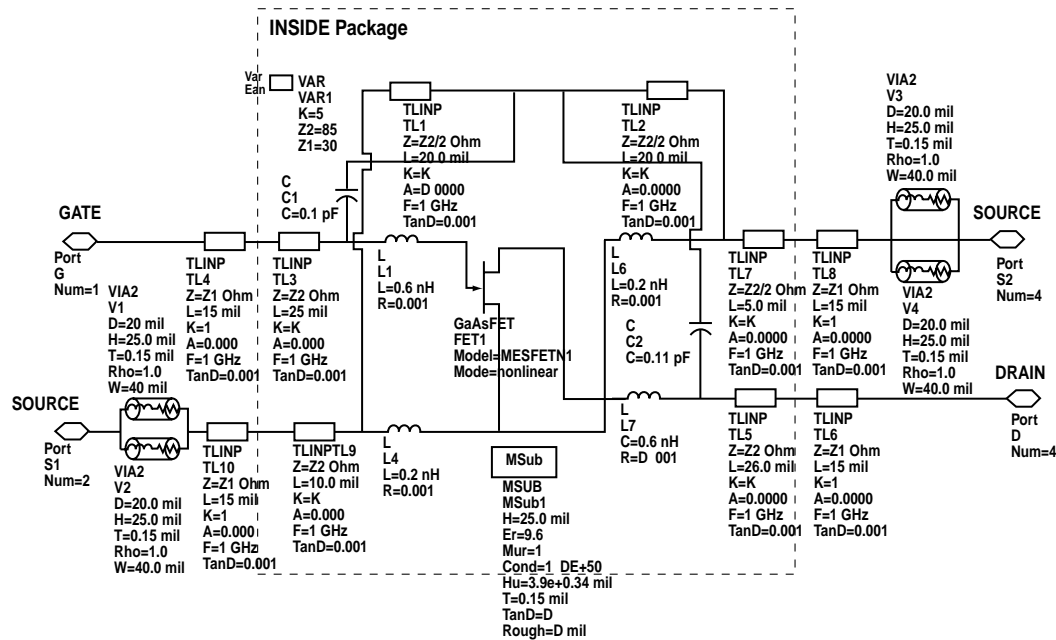 INSIDE Package
Var
Ean
VAR
VAR1
K=5
Z2=85
Z1=30
TLINP
TL1
Z=Z2/2 Ohm
L=20 0 mil
K=K
A=D 0000
F=1 GHz
TanD=0.001
TLINP
TL2
Z=Z2/2 Ohm
L=20 0 mil
K=K
A=0.0000
F=1 GHz
TanD=0.001
VIA2
V3
D=20.0 mil
H=25.0 mil
T=0.15 mil
Rho=1.0
W=40.0 mil
C
C1
C=0.1 pF
GATE
Port
G
Num=1
TLINP
TL4
Z=Z1 Ohm
L=15 mil
K=1
A=0.000
F=1 GHz
TanD=0.001
TLINP
TL3
Z=Z2 Ohm
L=25 mil
K=K
A=0.000
F=1 GHz
TanD=0.001
L
L1
L=0.6 nH
R=0.001
GaAsFET
FET1
Model=MESFETN1
Mode=nonlinear
L
L6
L=0.2 nH
R=0.001
C
C2
C=0.11 pF
TLINP
TL7
Z=Z2/2 Ohm
L=5.0 mil
K=K
A=0.0000
F=1 GHz
TanD=0.001
TLINP
TL8
Z=Z1 Ohm
L=15 mil
K=1
A=0.0000
F=1 GHz
TanD=0.001
VIA2
V4
D=20.0 mil
H=25.0 mil
T=0.15 mil
Rho=1.0
W=40.0 mil
SOURCE
Port
S2
Num=4
VIA2
V1
D=20 mil
H=25.0 mil
T=0.15 mil
Rho=1.0
W=40 mil
SOURCE
Port
S1
Num=2
VIA2
V2
D=20.0 mil
H=25.0 mil
T=0.15 mil
Rho=1.0
W=40.0 mil
TLINP
TL10
Z=Z1 Ohm
L=15 mil
K=1
A=0.000
F=1 GHz
TanD=0.001
TLINPTL9
Z=Z2 Ohm
L=10.0 mil
K=K
A=0.000
F=1 GHz
TanD=0.001
L
L4
L=0.2 nH
R=0.001
MSub
MSUB
MSub1
H=25.0 mil
Er=9.6
Mur=1
Cond=1 DE+50
Hu=3.9e+0.34 mil
T=0.15 mil
TanD=D
Rough=D mil
L
L7
C=0.6 nH
R=D 001
TLINP
TL5
Z=Z2 Ohm
L=26.0 mil
K=K
A=0.0000
F=1 GHz
TanD=0.001
TLINP
TL6
Z=Z1 Ohm
L=15 mil
K=1
A=0.0000
F=1 GHz
TanD=0.001
DRAIN
Port
D
Num=4